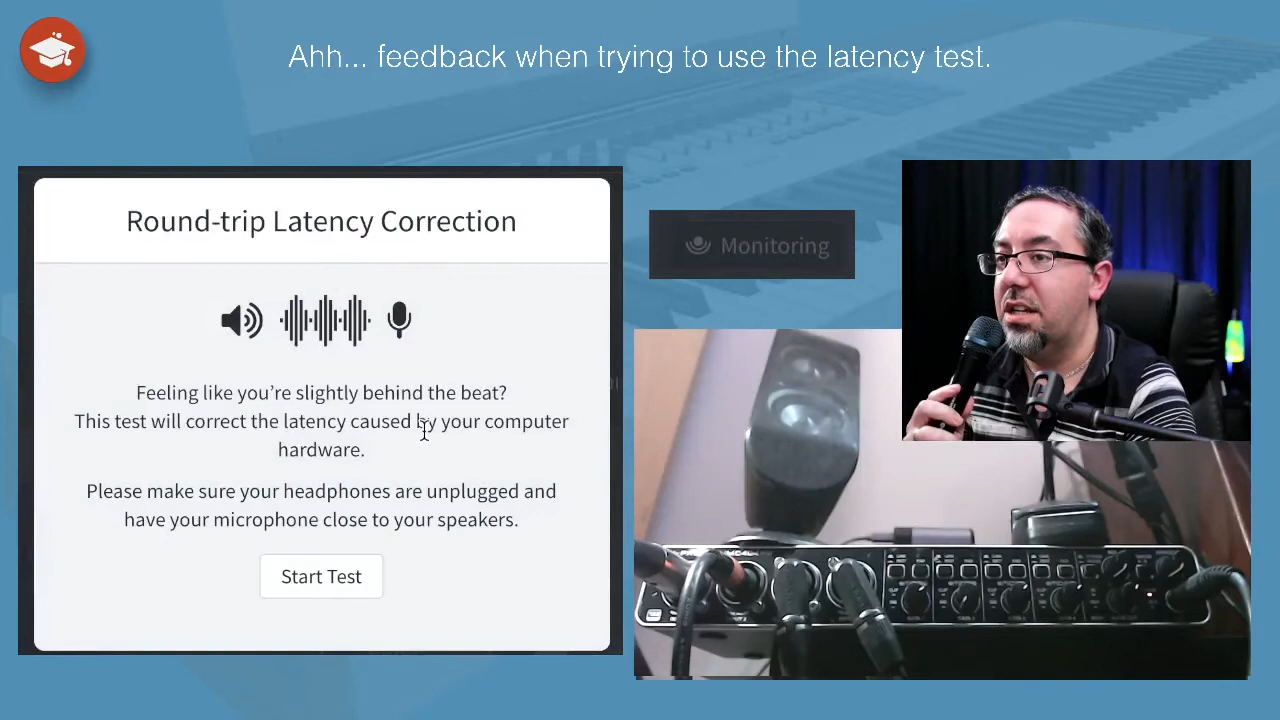 Ahh... feedback when trying to use the latency test.
Round-trip Latency Correction
Monitoring
Feeling like you’re slightly behind the beat?
This test will correct the latency caused by your computer
hardware.
Please make sure your headphones are unplugged and
have your microphone close to your speakers.
Start Test